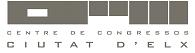 CENTRE DE CONGRESSOS
CIUTAT D'ELX